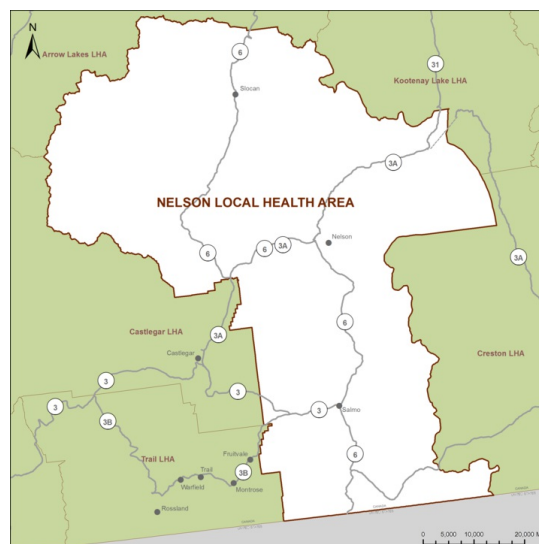 N
Arrow Lakes LHA
6
31
Kootenay Lake LHA
Slocan
3A
NELSON LOCAL HEALTH AREA
Nelson
6
6
3A
3A
Castlegar LHA
3A
6
Creston LHA
Castlegar
3
3
3
3
Salmo
3B
Trail LHA
Fruitvale
6
3B
Trail
Warfield
Montrose
Rossland
0 5,000 10,000 20,000 M